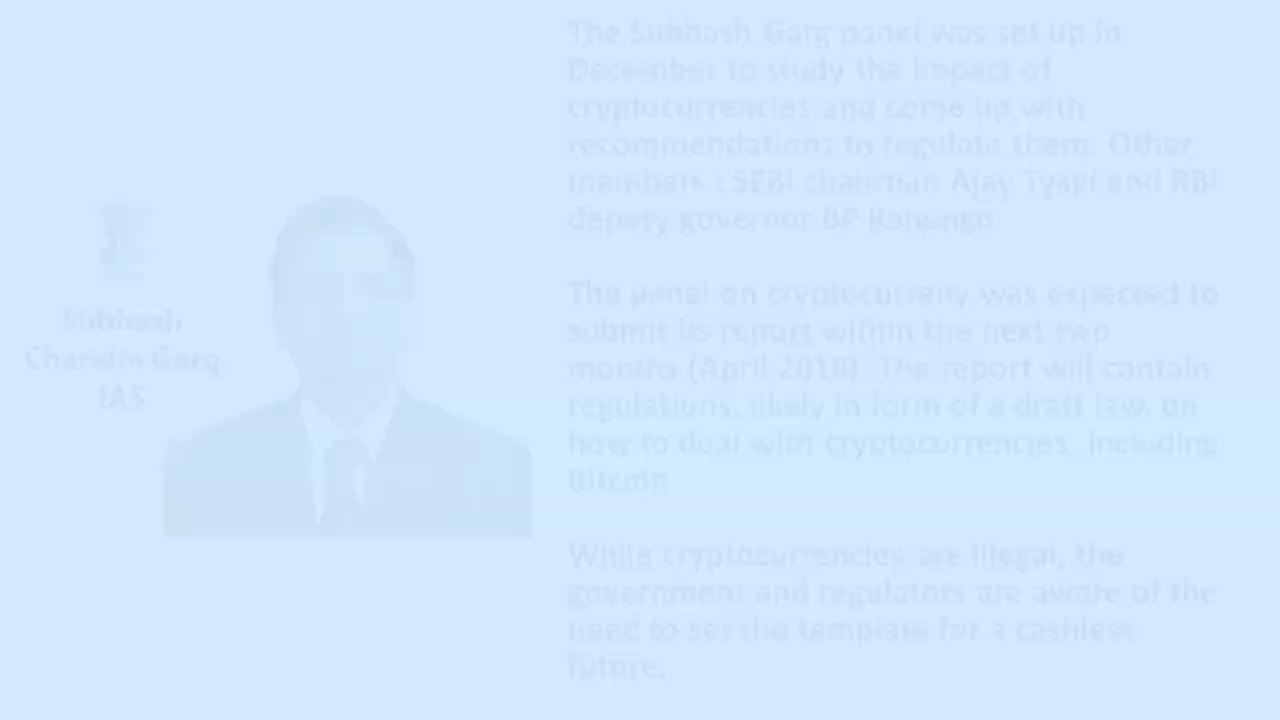 Subhash
Chandra Garg
IAS
The Subhash Garg panel was set up in
December to study the impact of
cryptocurrencies and come up with
recommendations to regulate them. Other
members : SEBI chairman Ajay Tyagi and RBI
deputy governor BP Kanungo
The panel on cryptocurreny was expected to
submit its report within the next two
months (April 2018). The report will contain
regulations, likely in form of a draft law, on
how to deal with cryptocurrencies, including
Bitcoin
While cryptocurrencies are illegal, the
government and regulators are aware of the
need to set the template for a cashless
future.